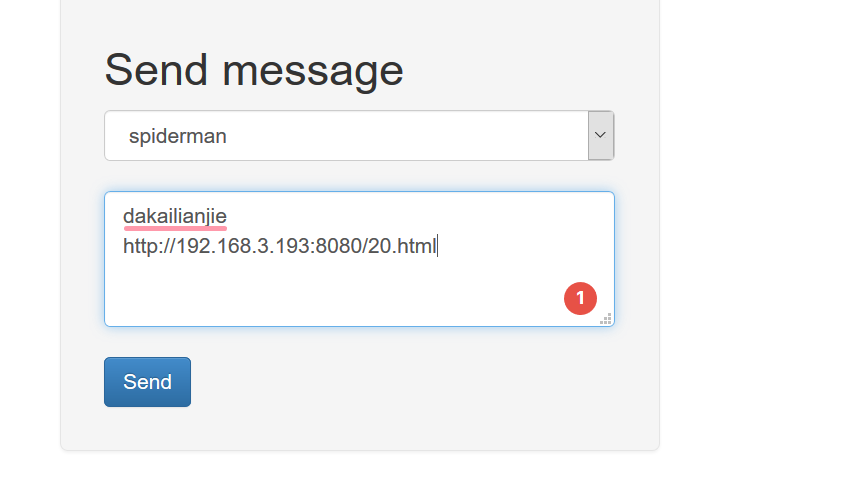 Send message
spiderman
dakailianjie
http://192.168.3.193:8080/20.html
1
Send